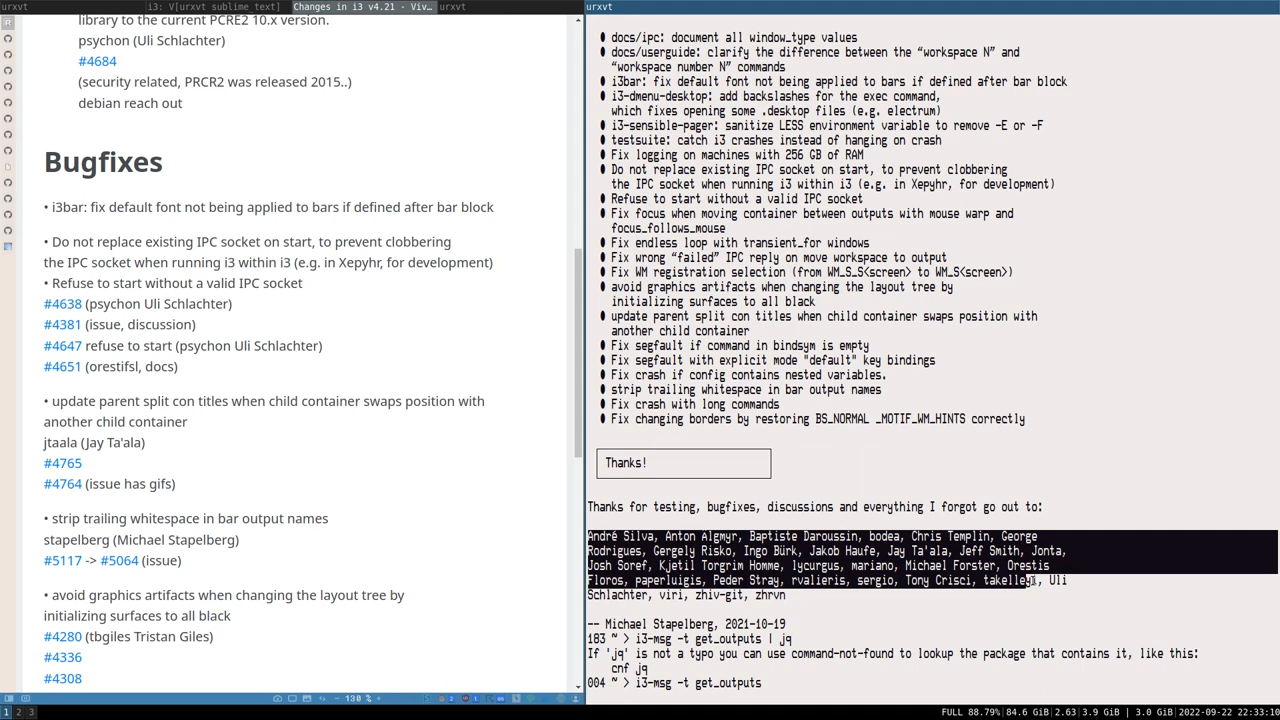 urxvt
i3: V[urxvt sublime_text]
Changes in i3 v4.21 · Viv…
urxvt
urxvt
library to the current PCRE2 10.x version.
psychon (Uli Schlachter)
#4684
(security related, PRCR2 was released 2015..)
debian reach out
Bugfixes
• i3bar: fix default font not being applied to bars if defined after bar block
• Do not replace existing IPC socket on start, to prevent clobbering
the IPC socket when running i3 within i3 (e.g. in Xepyhr, for development)
• Refuse to start without a valid IPC socket
#4638 (psychon Uli Schlachter)
#4381 (issue, discussion)
#4647 refuse to start (psychon Uli Schlachter)
#4651 (orestifsl, docs)
• update parent split con titles when child container swaps position with
another child container
jtaala (Jay Ta'ala)
#4765
#4764 (issue has gifs)
• strip trailing whitespace in bar output names
stapelberg (Michael Stapelberg)
#5117 -> #5064 (issue)
• avoid graphics artifacts when changing the layout tree by
initializing surfaces to all black
#4280 (tbgiles Tristan Giles)
#4336
#4308
130 %
• docs/ipc: document all window_type values
• docs/userguide: clarify the difference between the “workspace N” and
“workspace number N” commands
• i3bar: fix default font not being applied to bars if defined after bar block
• i3-dmenu-desktop: add backslashes for the exec command,
which fixes opening some .desktop files (e.g. electrum)
• i3-sensible-pager: sanitize LESS environment variable to remove -E or -F
• testsuite: catch i3 crashes instead of hanging on crash
• Fix logging on machines with 256 GB of RAM
• Do not replace existing IPC socket on start, to prevent clobbering
the IPC socket when running i3 within i3 (e.g. in Xepyhr, for development)
• Refuse to start without a valid IPC socket
• Fix focus when moving container between outputs with mouse warp and
focus_follows_mouse
• Fix endless loop with transient_for windows
• Fix wrong “failed” IPC reply on move workspace to output
• Fix WM registration selection (from WM_S_S<screen> to WM_S<screen>)
• avoid graphics artifacts when changing the layout tree by
initializing surfaces to all black
• update parent split con titles when child container swaps position with
another child container
• Fix segfault if command in bindsym is empty
• Fix segfault with explicit mode "default" key bindings
• Fix crash if config contains nested variables.
• strip trailing whitespace in bar output names
• Fix crash with long commands
• Fix changing borders by restoring BS_NORMAL _MOTIF_WM_HINTS correctly
Thanks!
Thanks for testing, bugfixes, discussions and everything I forgot go out to:
André Silva, Anton Algmyr, Baptiste Daroussin, bodea, Chris Templin, George
Rodrigues, Gergely Risko, Ingo Bürk, Jakob Haufe, Jay Ta'ala, Jeff Smith, Jonta,
Josh Soref, Kjetil Torgrim Homme, lycurgus, mariano, Michael Forster, Orestis
Floros, paperluigis, Peder Stray, rvalieris, sergio, Tony Crisci, takelley1, Uli
Schlachter, viri, zhiv-git, zhrvn
-- Michael Stapelberg, 2021-10-19
183 ~ > i3-msg -t get_outputs | jq
If 'jq' is not a typo you can use command-not-found to lookup the package that contains it, like this:
cnf jq
004 ~ > i3-msg -t get_outputs
1 2 3
FULL 88.79%|84.6 GiB|2.63|3.9 GiB | 3.0 GiB|2022-09-22 22:33:10